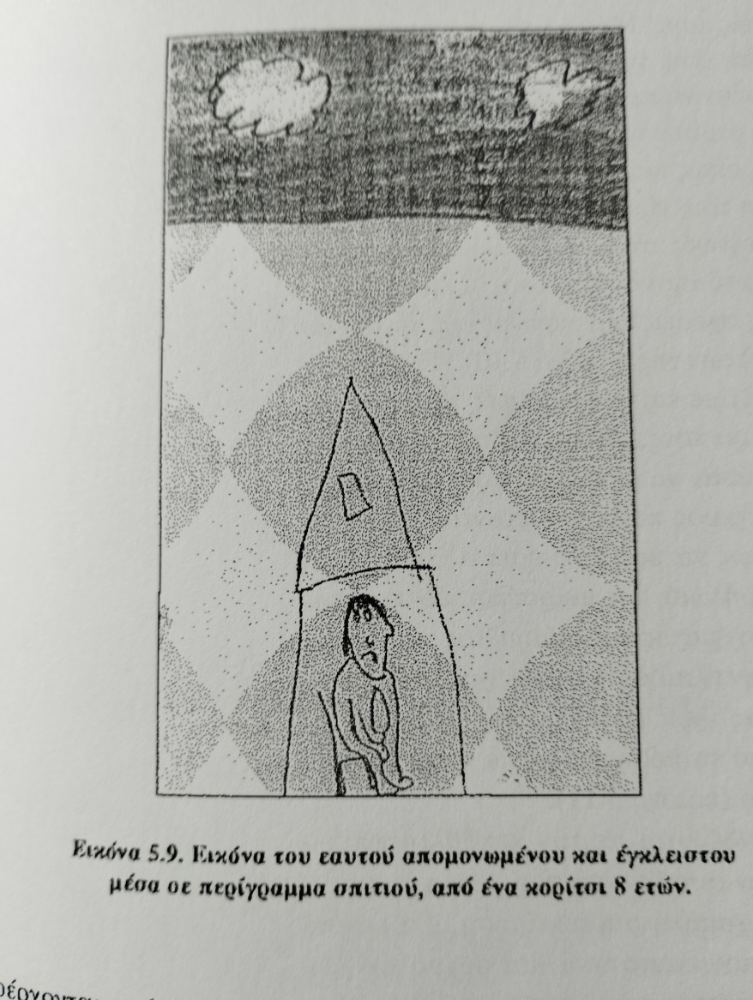 Εικόνα 5.9. Εικόνα του εαυτού απομονωμένου και έγκλειστου
μέσα σε περίγραμμα σπιτιού, από ένα κορίτσι 8 ετών.